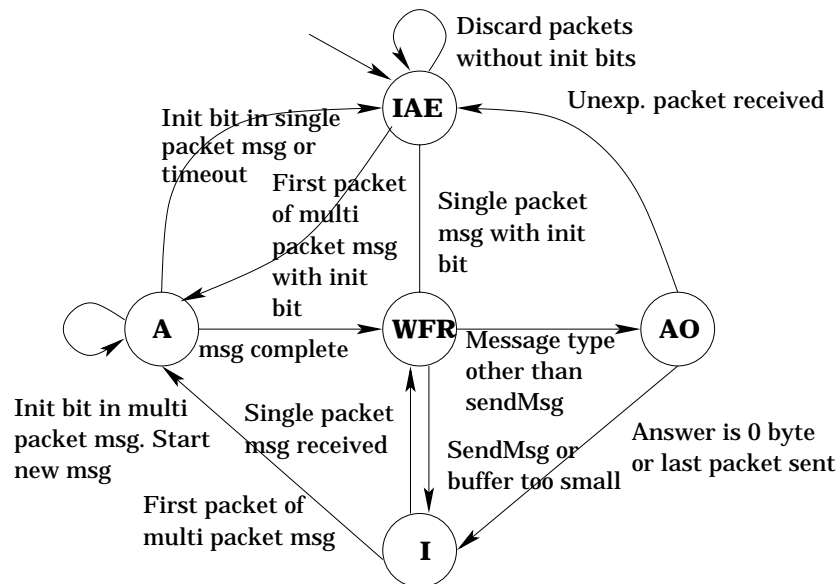 Discard packets
without init bits
IAE
Unexp. packet received
Init bit in single
packet msg or
timeout
First packet
of multi
packet msg
with init
bit
Single packet
msg with init
bit
A
WFR
AO
msg complete
Message type
other than
sendMsg
Init bit in multi
packet msg. Start
new msg
Single packet
msg received
SendMsg or
buffer too small
Answer is 0 byte
or last packet sent
First packet of
multi packet msg
I